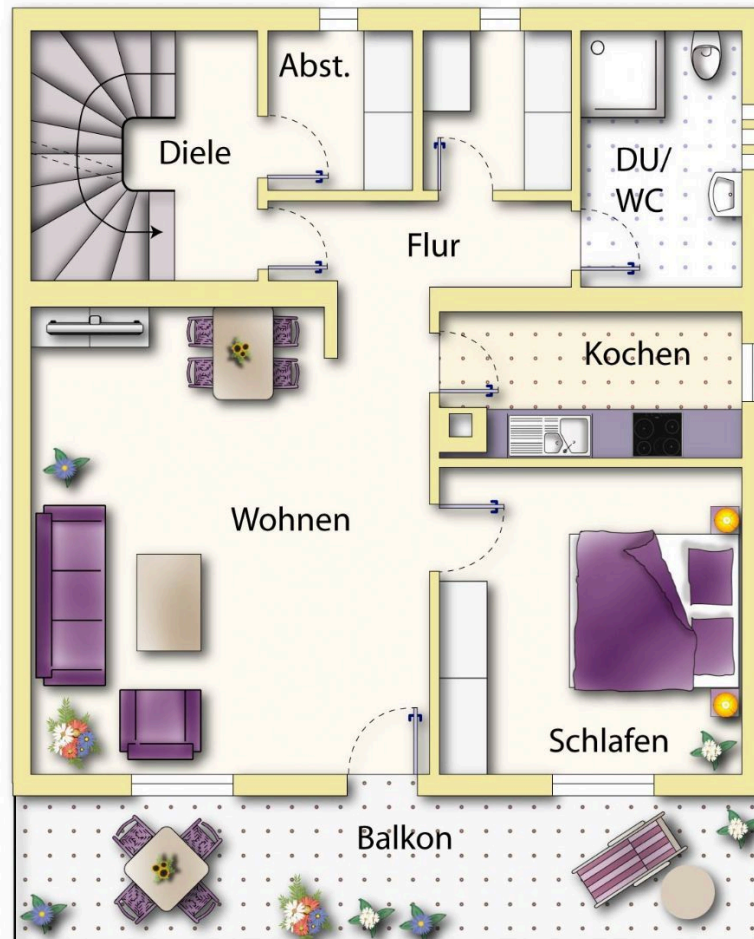 Abst.
Diele
DU/
WC
Flur
Kochen
Wohnen
Schlafen
Balkon